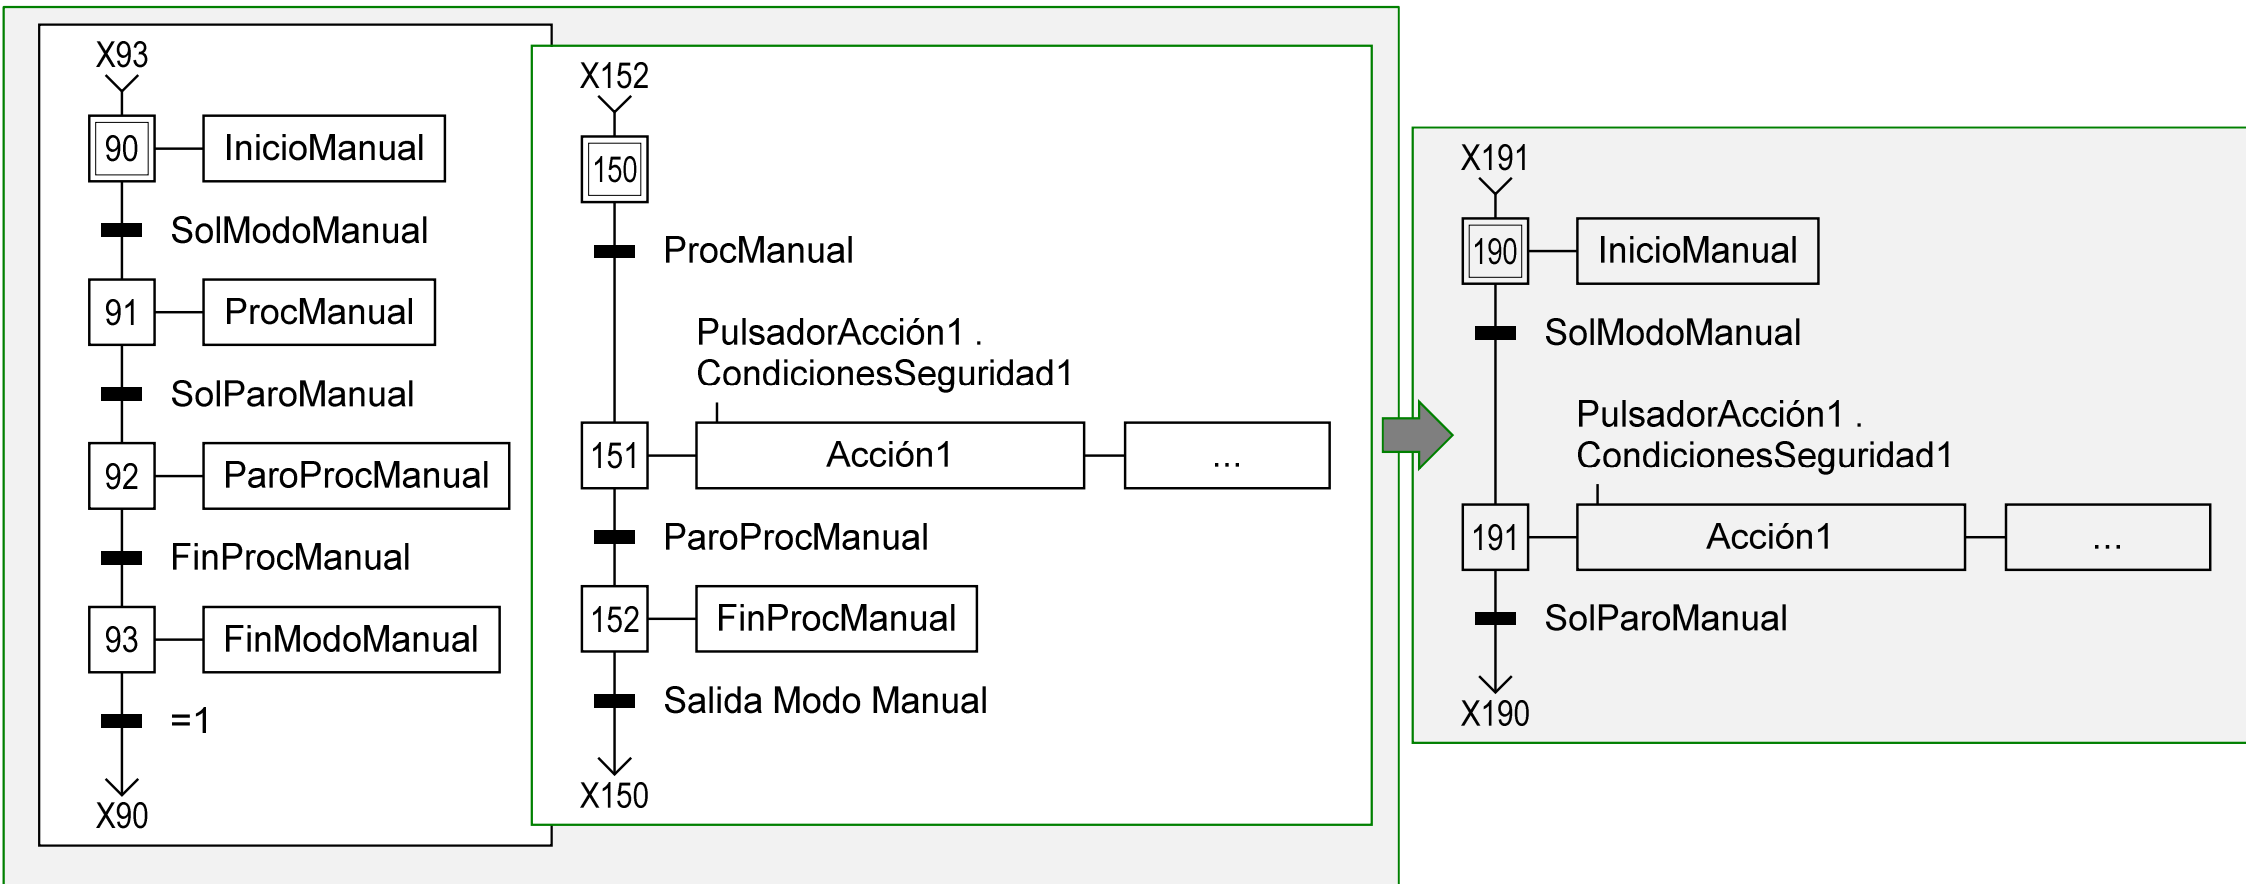 X93
90
InicioManual
SolModoManual
91
ProcManual
SolParoManual
92
ParoProcManual
FinProcManual
93
FinModoManual
=1
X90
X152
150
ProcManual
PulsadorAcción1 .
CondicionesSeguridad1
151
Acción1
...
ParoProcManual
152
FinProcManual
Salida Modo Manual
X150
X191
190
InicioManual
SolModoManual
PulsadorAcción1 .
CondicionesSeguridad1
191
Acción1
...
SolParoManual
X190